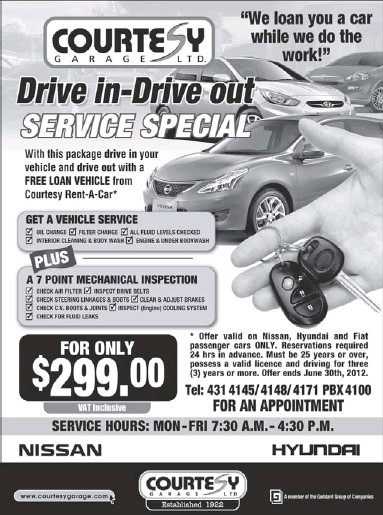 COURTESY
GARAGE LTD.
"We loan you a car
while we do the
work!"
Drive in-Drive out
SERVICE SPECIAL
With this package drive in your
vehicle and drive out with a
FREE LOAN VEHICLE from
Courtesy Rent-A-Car*
GET A VEHICLE SERVICE
OIL CHANGE FILTER CHANGE ALL FLUID LEVELS CHECKED
INTERIOR CLEANING & BODY WASH ENGINE & UNDER BODYWASH
PLUS
A 7 POINT MECHANICAL INSPECTION
CHECK AIR FILTER INSPECT DRIVE BELTS
CHECK STEERING LINKAGES & BOOTS CLEAN & ADJUST BRAKES
CHECK C.V. BOOTS & JOINTS INSPECT (Engine) COOLING SYSTEM
CHECK FOR FLUID LEAKS
FOR ONLY
$299.00
VAT Inclusive
* Offer valid on Nissan, Hyundai and Fiat
passenger cars ONLY. Reservations required
24 hrs in advance. Must be 25 years or over,
possess a valid licence and driving for three
(3) years or more. Offer ends June 30th, 2012.
Tel: 431 4145/ 4148/ 4171 PBX 4100
FOR AN APPOINTMENT
SERVICE HOURS: MON-FRI 7:30 A.M. - 4:30 P.M.
NISSAN
HYUNDAI
www.courtesygarage.com
COURTESY
GARAGE LTD
Established 1922
A member of the Goddard Group of Companies